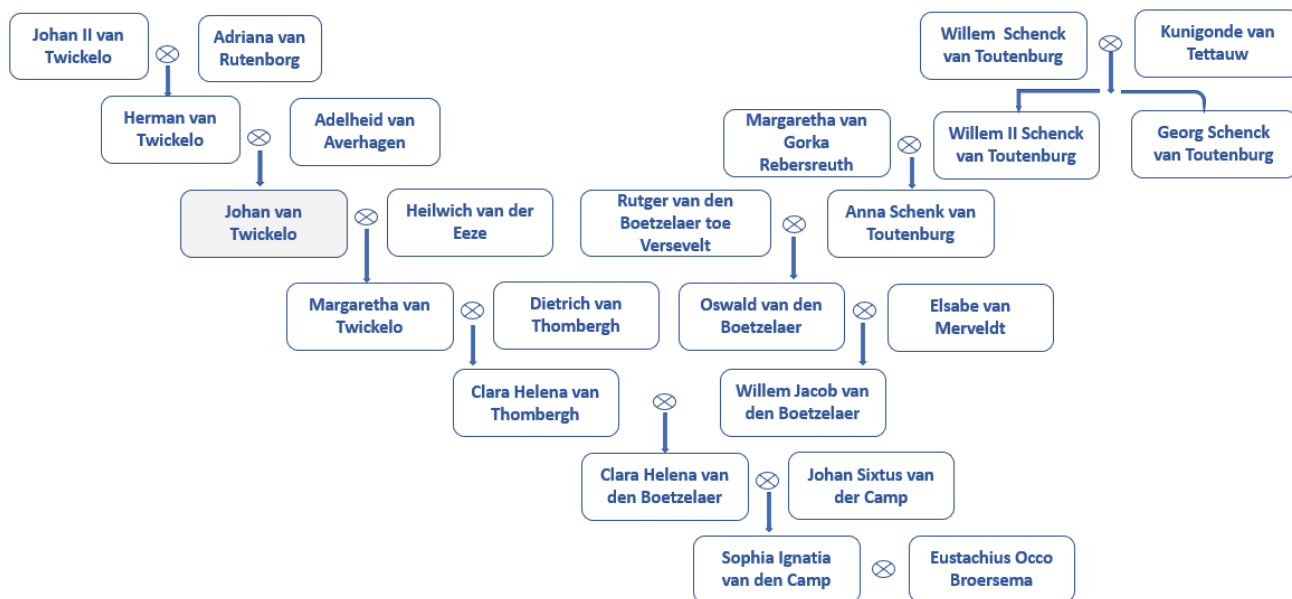 Johan II van
Twickelo
Adriana van
Rutenborg
Willem Schenck
van Toutenburg
Kunigonde van
Tettauw
Herman van
Twickelo
Adelheid van
Averhagen
Margaretha van
Gorka
Rebersreuth
Willem II Schenck
van Toutenburg
Georg Schenck
van Toutenburg
Johan van
Twickelo
Heilwich van der
Eeze
Rutger van den
Boetzelaer toe
Versevelt
Anna Schenk van
Toutenburg
Margaretha van
Twickelo
Dietrich van
Thombergh
Oswald van den
Boetzelaer
Elsabe van
Merveldt
Clara Helena van
Thombergh
Willem Jacob van
den Boetzelaer
Clara Helena van
den Boetzelaer
Johan Sixtus van
der Camp
Sophia Ignatia
van den Camp
Eustachius Occo
Broersema